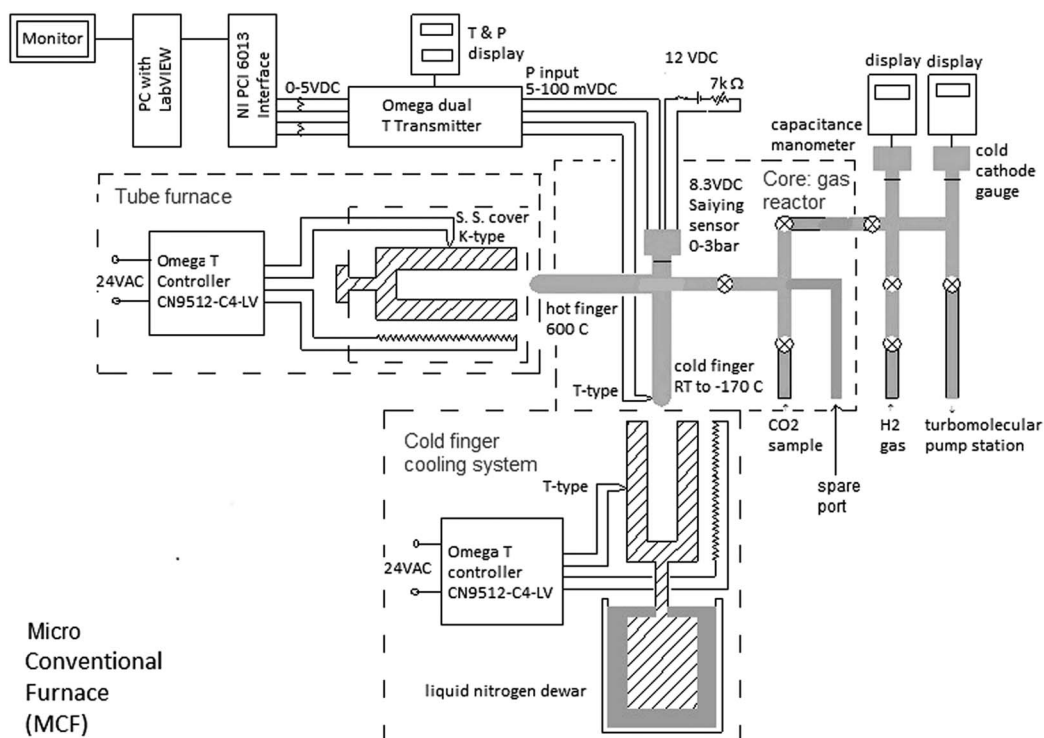 Monitor
PC with
LabVIEW
NI PCI 6013
Interface
0-5VDC
T & P
display
Omega dual
T Transmitter
P input
5-100 mVDC
12 VDC
7kΩ
display
display
capacitance
manometer
cold
cathode
gauge
Tube furnace
S. S. cover
K-type
24VAC
Omega T
Controller
CN9512-C4-LV
8.3VDC
Saiying
sensor
0-3bar
Core: gas
reactor
hot finger
600 C
cold finger
RT to -170 C
T-type
CO2
sample
spare
port
H2
gas
turbomolecular
pump station
Cold finger
cooling system
T-type
24VAC
Omega T
controller
CN9512-C4-LV
liquid nitrogen dewar
Micro
Conventional
Furnace
(MCF)